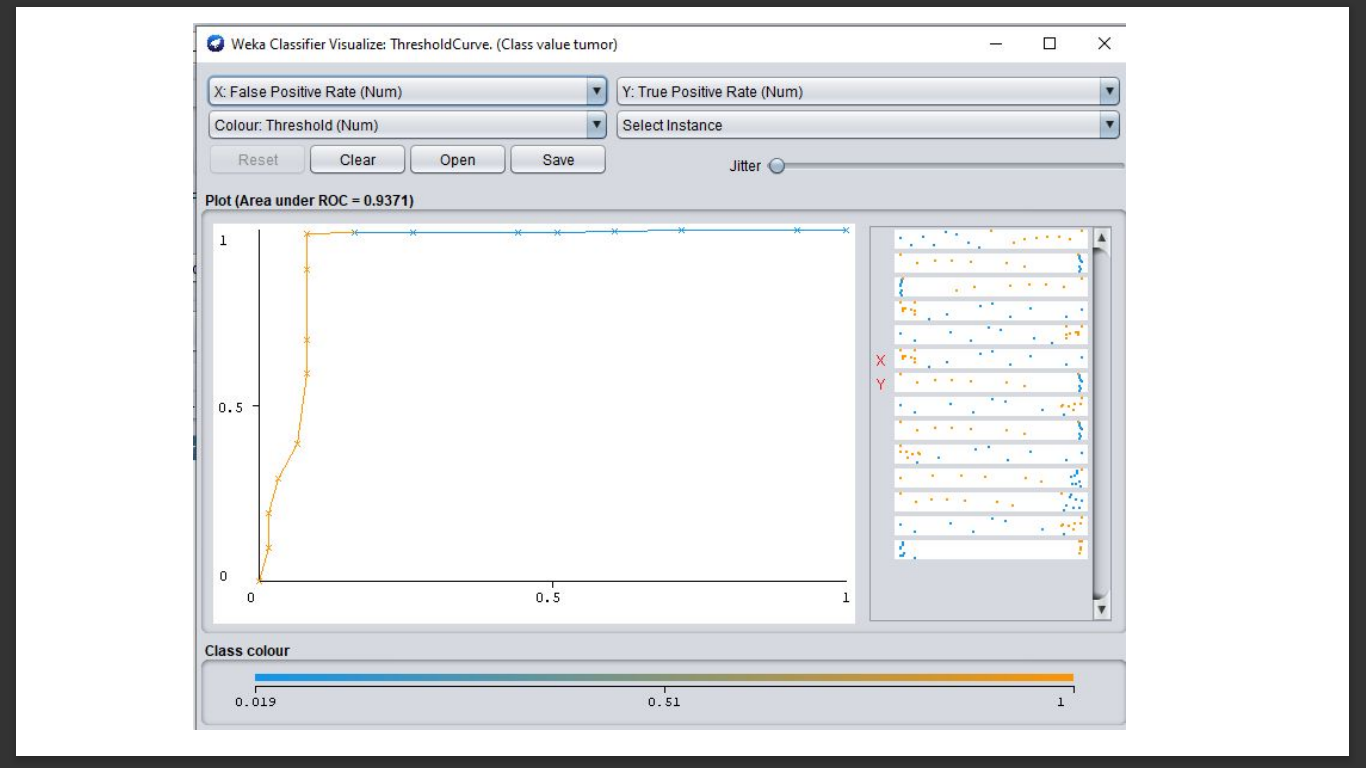 Weka Classifier Visualize: ThresholdCurve. (Class value tumor)
X: False Positive Rate (Num)
Y: True Positive Rate (Num)
Colour: Threshold (Num)
Select Instance
Reset
Clear
Open
Save
Jitter
Plot (Area under ROC = 0.9371)
1
0.5
0
0
0.5
1
X
Y
Class colour
0.019
0.51
1